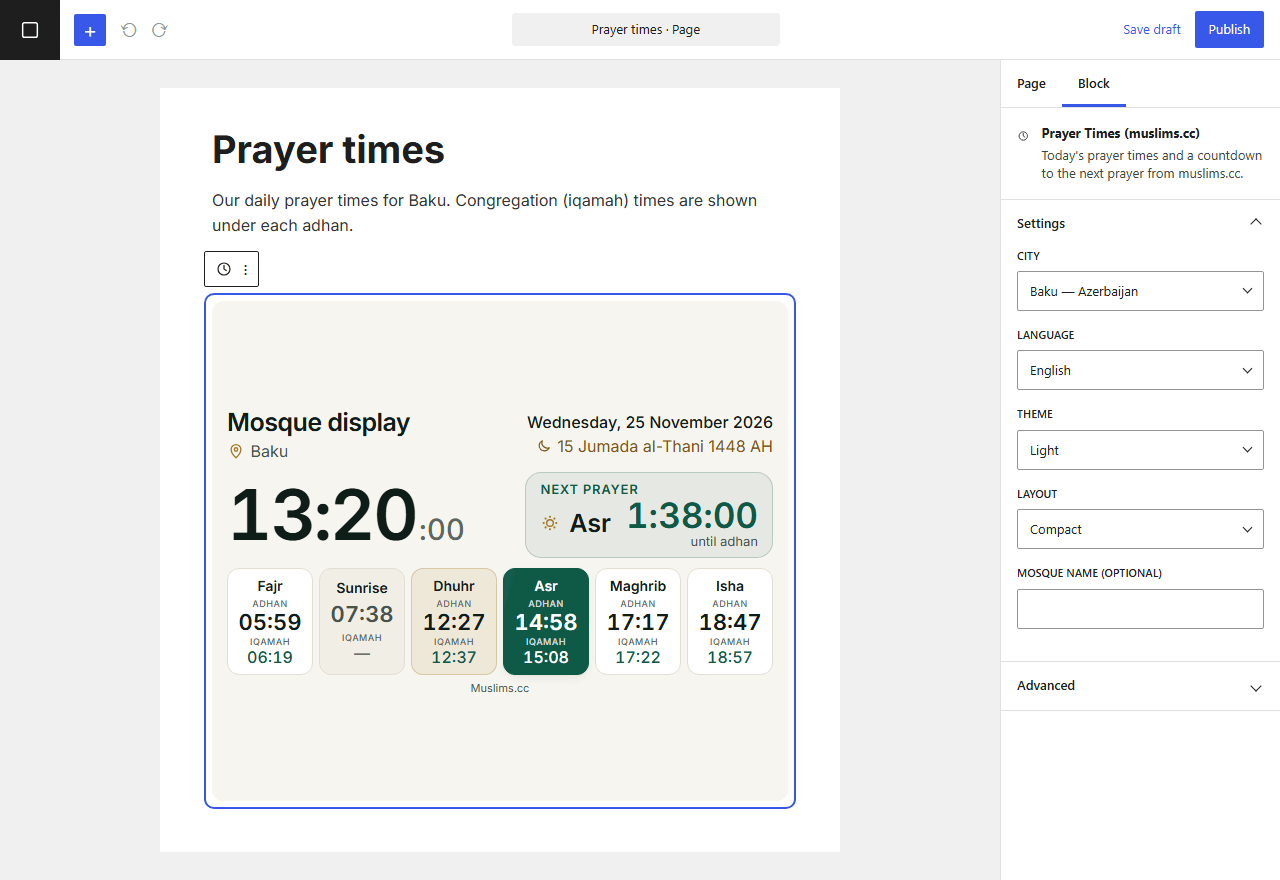 +
Prayer times · Page
Save draft
Publish
Page
Block
Prayer Times (muslims.cc)
Today's prayer times and a countdown
to the next prayer from muslims.cc.
Settings
CITY
Baku — Azerbaijan
LANGUAGE
English
THEME
Light
LAYOUT
Compact
MOSQUE NAME (OPTIONAL)
Advanced
Prayer times
Our daily prayer times for Baku. Congregation (iqamah) times are shown
under each adhan.
Mosque display
Baku
Wednesday, 25 November 2026
15 Jumada al-Thani 1448 AH
13:20:00
NEXT PRAYER
Asr 1:38:00
until adhan
Fajr
ADHAN
05:59
IQAMAH
06:19
Sunrise
07:38
IQAMAH
—
Dhuhr
ADHAN
12:27
IQAMAH
12:37
Asr
ADHAN
14:58
IQAMAH
15:08
Maghrib
ADHAN
17:17
IQAMAH
17:22
Isha
ADHAN
18:47
IQAMAH
18:57
Muslims.cc